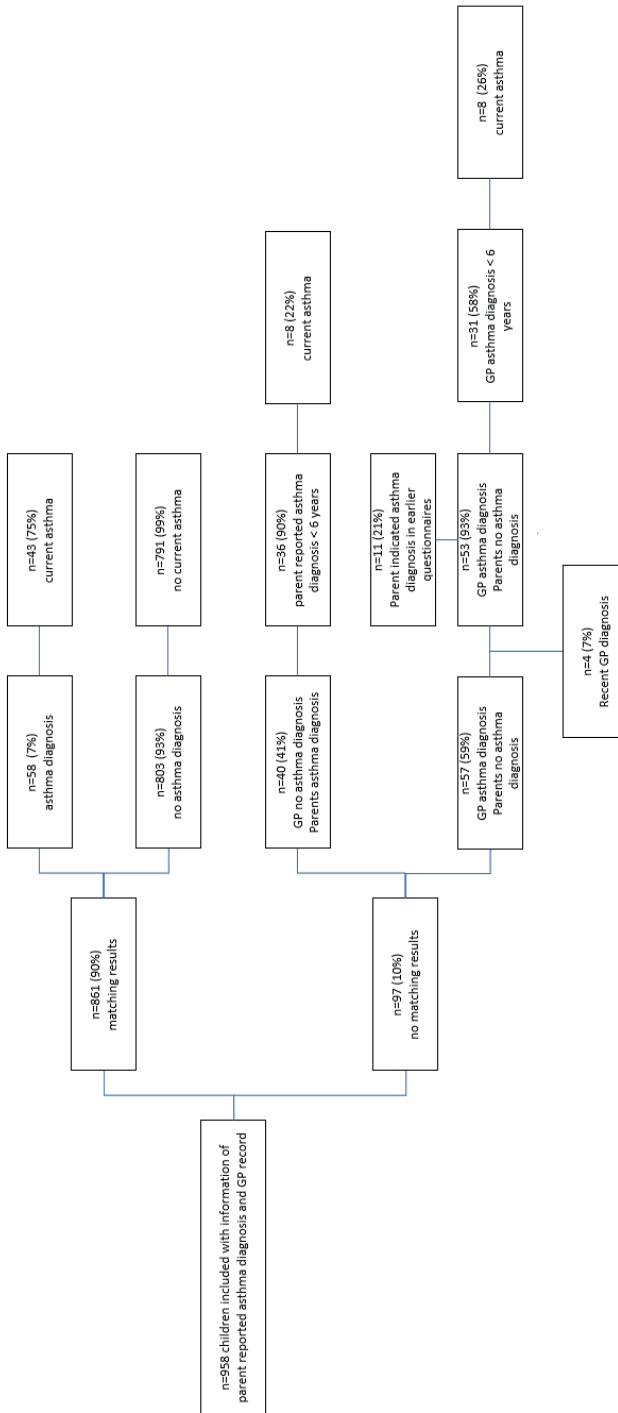 n=958 children included with information of
parent reported asthma diagnosis and GP record
n=861 (90%)
matching results
n=97 (10%)
no matching results
n=58  (7%)
asthma diagnosis
n=803 (93%)
no asthma diagnosis
n=40 (41%)
GP no asthma diagnosis
Parents asthma diagnosis
n=57 (59%)
GP asthma diagnosis
Parents no asthma
diagnosis
n=4 (7%)
Recent GP diagnosis
n=43 (75%)
current asthma
n=791 (99%)
no current asthma
n=36 (90%)
parent reported asthma
diagnosis < 6 years
n=11 (21%)
Parent indicated asthma
diagnosis in earlier
questionnaires
n=53 (93%)
GP asthma diagnosis
Parents no asthma
diagnosis
n=8 (22%)
current asthma
n=31 (58%)
GP asthma diagnosis < 6
years
n=8  (26%)
current asthma